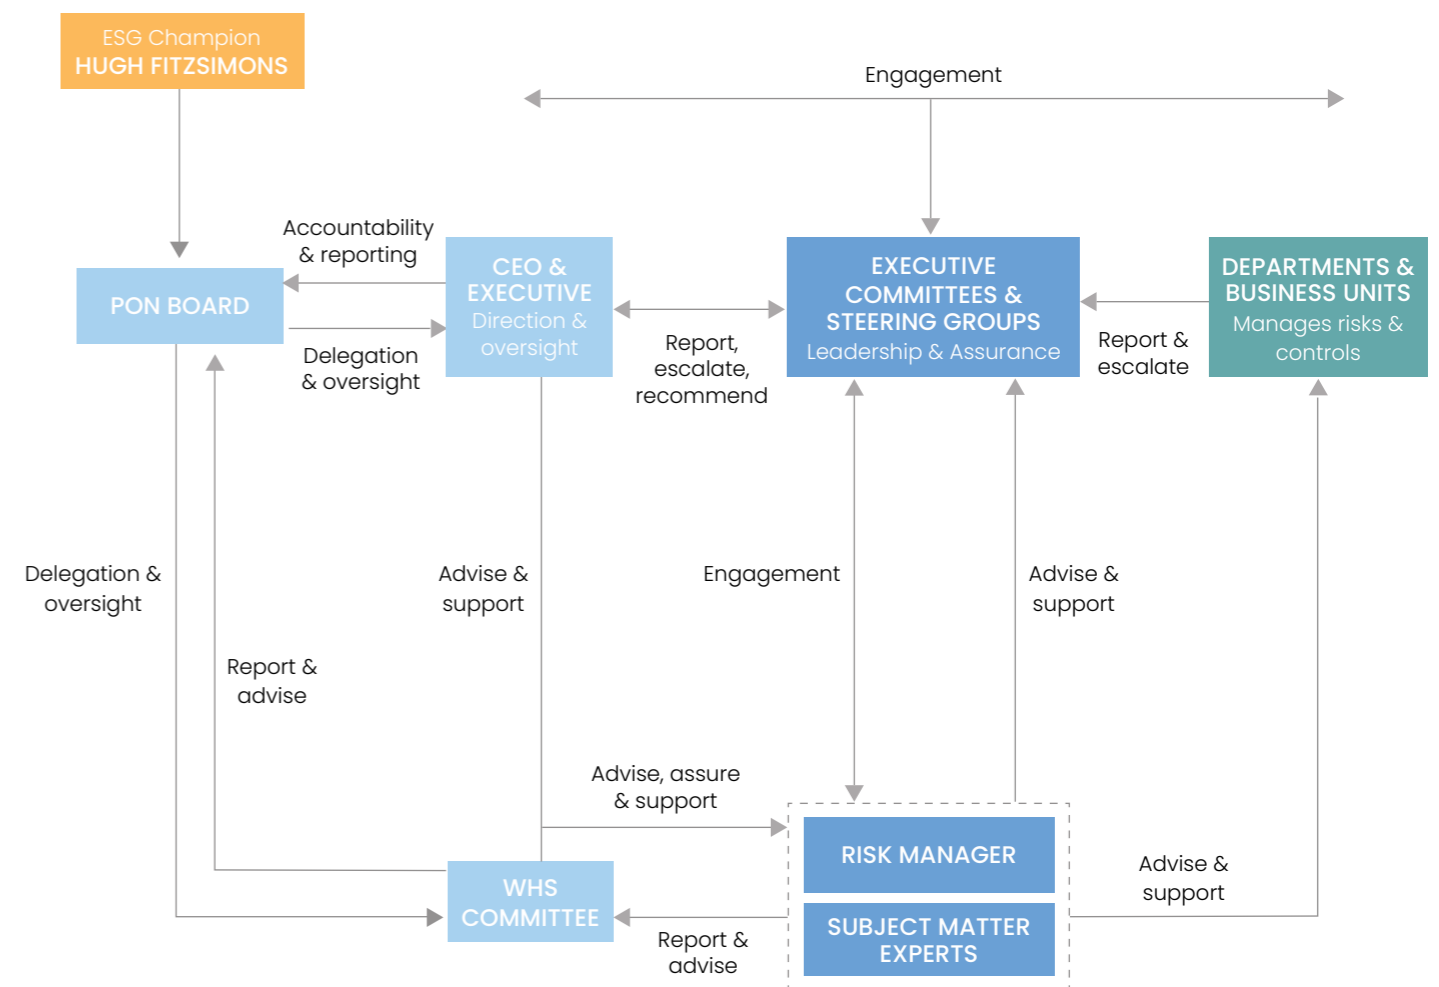 ESG Champion
HUGH FITZSIMONS
Engagement
Accountability
& reporting
PON BOARD
Delegation
& oversight
CEO &
EXECUTIVE
Direction &
oversight
Report,
escalate,
recommend
EXECUTIVE
COMMITTEES &
STEERING GROUPS
Leadership & Assurance
Report &
escalate
DEPARTMENTS &
BUSINESS UNITS
Manages risks &
controls
Delegation &
oversight
Report &
advise
Advise &
support
Engagement
Advise &
support
Advise, assure
& support
WHS
COMMITTEE
Report &
advise
RISK MANAGER
SUBJECT MATTER
EXPERTS
Advise &
support